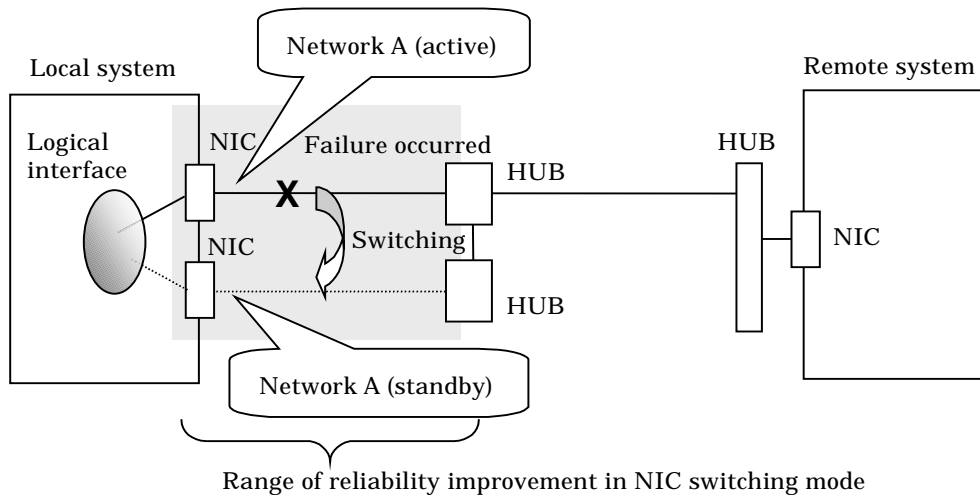 Network A (active)
Local system
Remote system
Logical
interface
NIC
Failure occurred
HUB
HUB
X
NIC
Switching
NIC
HUB
Network A (standby)
Range of reliability improvement in NIC switching mode